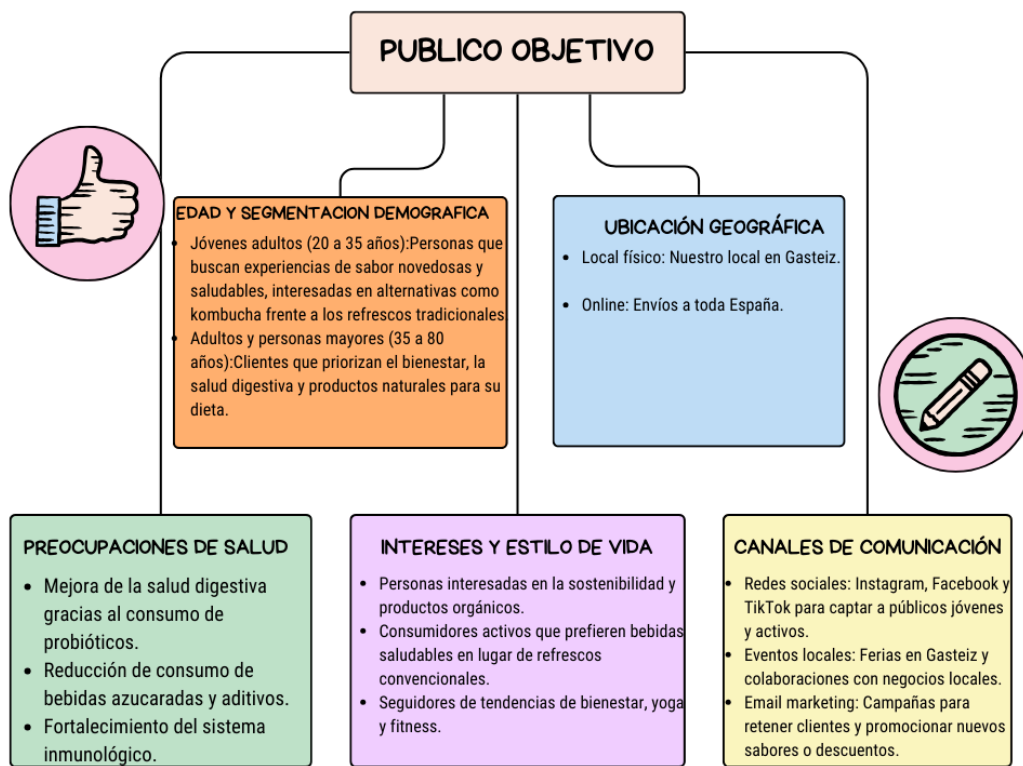 PUBLICO OBJETIVO
EDAD Y SEGMENTACION DEMOGRAFICA
• Jóvenes adultos (20 a 35 años):Personas que
buscan experiencias de sabor novedosas y
saludables, interesadas en alternativas como
kombucha frente a los refrescos tradicionales.
• Adultos y personas mayores (35 a 80
años):Clientes que priorizan el bienestar, la
salud digestiva y productos naturales para su
dieta.
UBICACIÓN GEOGRÁFICA
• Local físico: Nuestro local en Gasteiz.
• Online: Envíos a toda España.
PREOCUPACIONES DE SALUD
• Mejora de la salud digestiva
gracias al consumo de
probióticos.
• Reducción de consumo de
bebidas azucaradas y aditivos.
• Fortalecimiento del sistema
inmunológico.
INTERESES Y ESTILO DE VIDA
• Personas interesadas en la sostenibilidad y
productos orgánicos.
• Consumidores activos que prefieren bebidas
saludables en lugar de refrescos
convencionales.
• Seguidores de tendencias de bienestar, yoga
y fitness.
CANALES DE COMUNICACIÓN
• Redes sociales: Instagram, Facebook y
TikTok para captar a públicos jóvenes
y activos.
• Eventos locales: Ferias en Gasteiz y
colaboraciones con negocios locales.
• Email marketing: Campañas para
retener clientes y promocionar nuevos
sabores o descuentos.